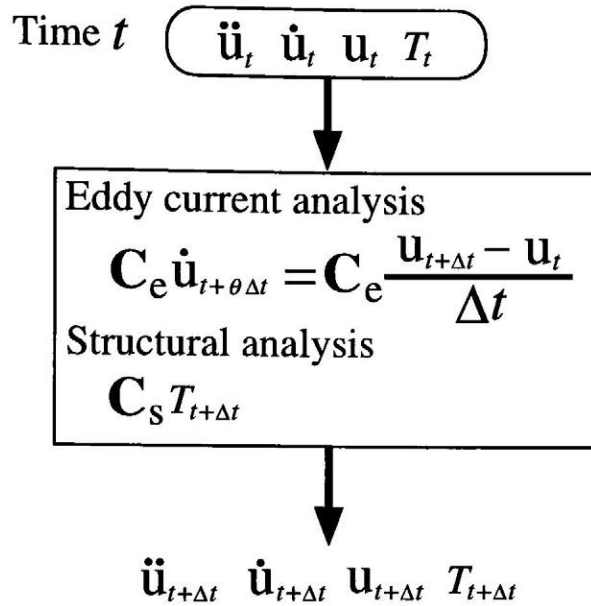 Time t ü_t u̇_t u_t T_t
Eddy current analysis
C_e u̇_{t+θΔt} = C_e (u_{t+Δt} − u_t) / Δt
Structural analysis
C_s T_{t+Δt}
ü_{t+Δt} u̇_{t+Δt} u_{t+Δt} T_{t+Δt}